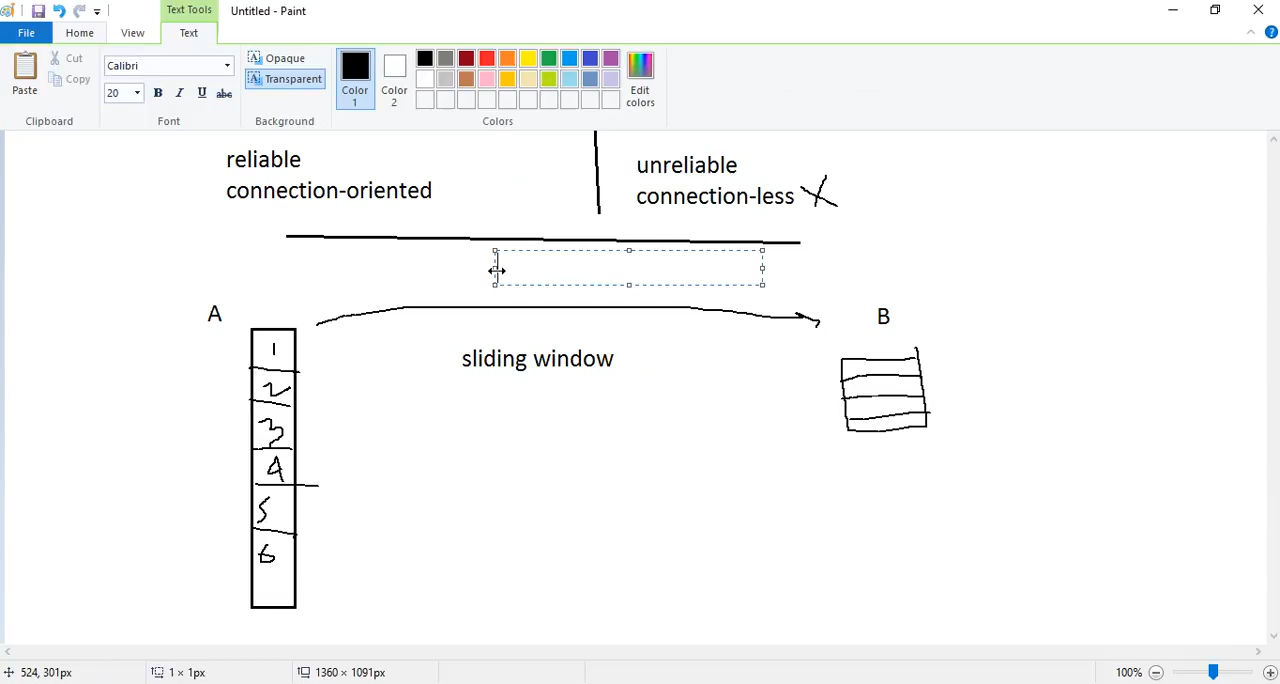 Text Tools
Untitled - Paint
File
Home
View
Text
Paste
Cut
Copy
Clipboard
Calibri
20
B I U abc
Font
Opaque
Transparent
Background
Color 1
Color 2
Edit colors
Colors
reliable
connection-oriented
unreliable
connection-less
A
B
sliding window
1
2
3
4
5
6
524, 301px
1 × 1px
1360 × 1091px
100%